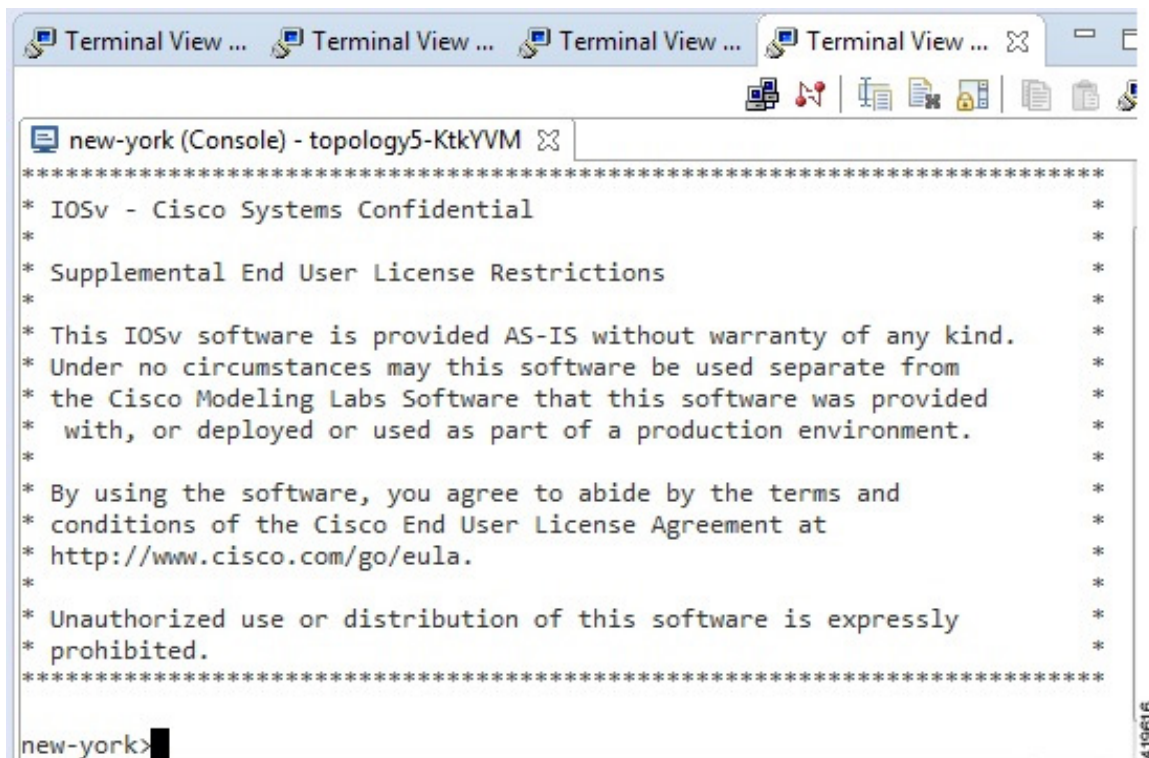 Terminal View ... Terminal View ... Terminal View ... Terminal View ...
new-york (Console) - topology5-KtkYVM
**************************************************************************
* IOSv - Cisco Systems Confidential *
* *
* Supplemental End User License Restrictions *
* *
* This IOSv software is provided AS-IS without warranty of any kind. *
* Under no circumstances may this software be used separate from *
* the Cisco Modeling Labs Software that this software was provided *
* with, or deployed or used as part of a production environment. *
* *
* By using the software, you agree to abide by the terms and *
* conditions of the Cisco End User License Agreement at *
* http://www.cisco.com/go/eula. *
* *
* Unauthorized use or distribution of this software is expressly *
* prohibited. *
**************************************************************************
new-york>
419616